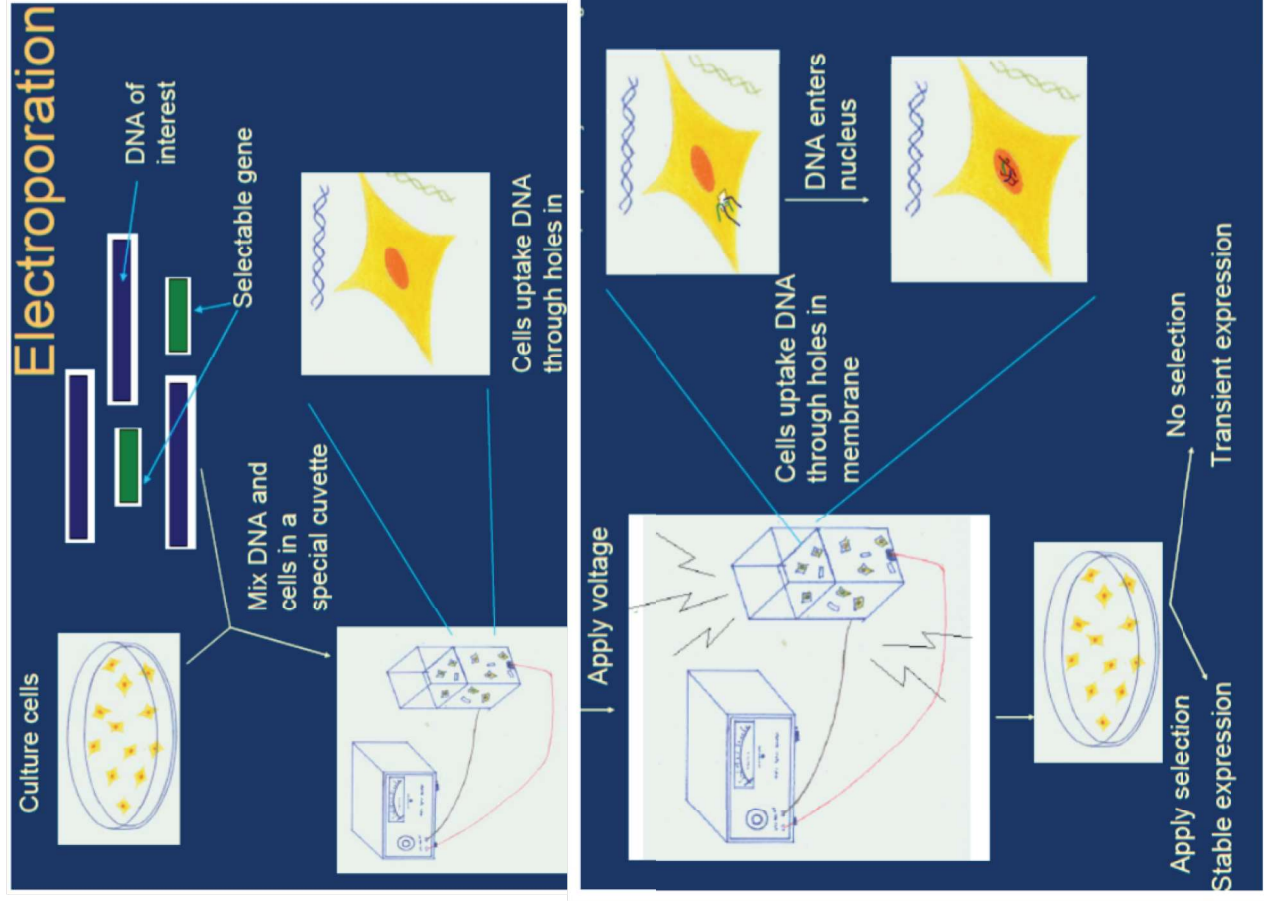 Electroporation
Culture cells
DNA of
interest
Selectable gene
Mix DNA and
cells in a
special cuvette
Cells uptake DNA
through holes in
Apply voltage
Cells uptake DNA
through holes in
membrane
DNA enters
nucleus
Apply selection
Stable expression
No selection
Transient expression